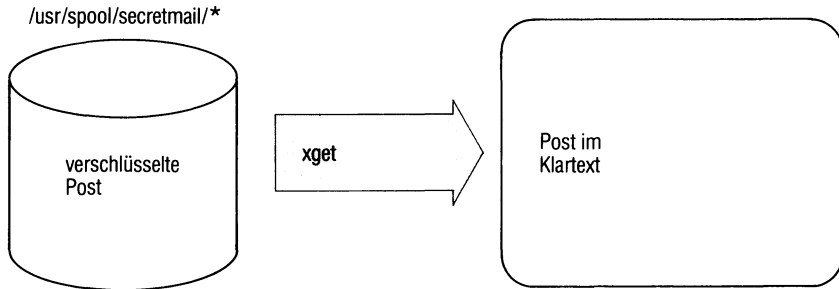 /usr/spool/secretmail/*
verschlüsselte
Post
xget
Post im
Klartext